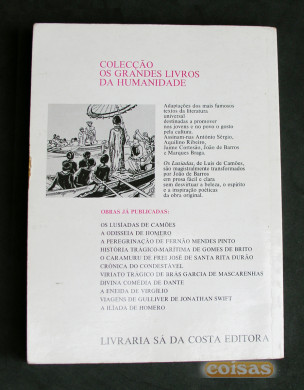 COLECÇÃO
OS GRANDES LIVROS
DA HUMANIDADE
Adaptações dos mais famosos
textos da literatura
universal
destinadas a promover
nos jovens e no povo o gosto
pela cultura.
Assinam-nas António Sérgio,
Aquilino Ribeiro,
Jaime Cortesão, João de Barros
e Marques Braga.
Os Lusíadas, de Luís de Camões,
são magistralmente transformados
por João de Barros
em prosa fácil e clara
sem desvirtuar a beleza, o espírito
e a inspiração poéticas
da obra original.
OBRAS JÁ PUBLICADAS:
OS LUSÍADAS DE CAMÕES
A ODISSEIA DE HOMERO
A PEREGRINAÇÃO DE FERNÃO MENDES PINTO
HISTÓRIA TRÁGICO-MARÍTIMA DE GOMES DE BRITO
O CARAMURU DE FREI JOSÉ DE SANTA RITA DURÃO
CRÓNICA DO CONDESTÁVEL
VIRIATO TRÁGICO DE BRÁS GARCIA DE MASCARENHAS
DIVINA COMÉDIA DE DANTE
A ENEIDA DE VIRGÍLIO
VIAGENS DE GULLIVER DE JONATHAN SWIFT
A ILÍADA DE HOMERO
LIVRARIA SÁ DA COSTA EDITORA
coisas